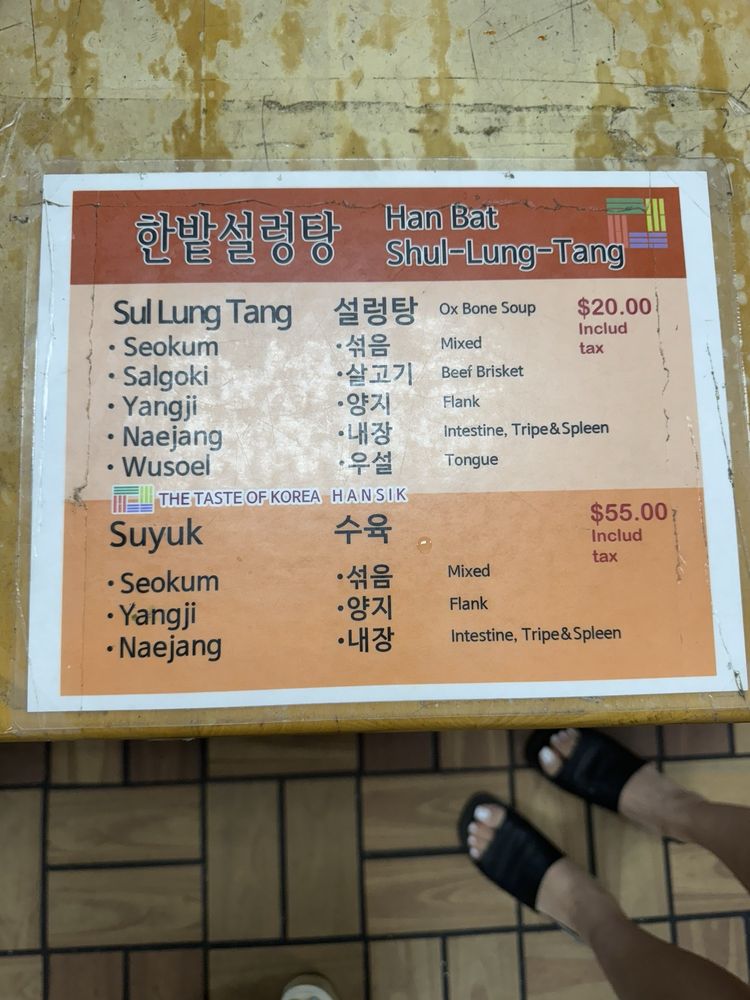 한밭설렁탕 Han Bat
Shul-Lung-Tang
Sul Lung Tang 설렁탕 Ox Bone Soup $20.00
Includ
tax
· Seokum ·섞음 Mixed
· Salgoki ·살고기 Beef Brisket
· Yangji ·양지 Flank
· Naejang ·내장 Intestine, Tripe&Spleen
· Wusoel ·우설 Tongue
THE TASTE OF KOREA HANSIK
Suyuk 수육 $55.00
Includ
tax
· Seokum ·섞음 Mixed
· Yangji ·양지 Flank
· Naejang ·내장 Intestine, Tripe&Spleen